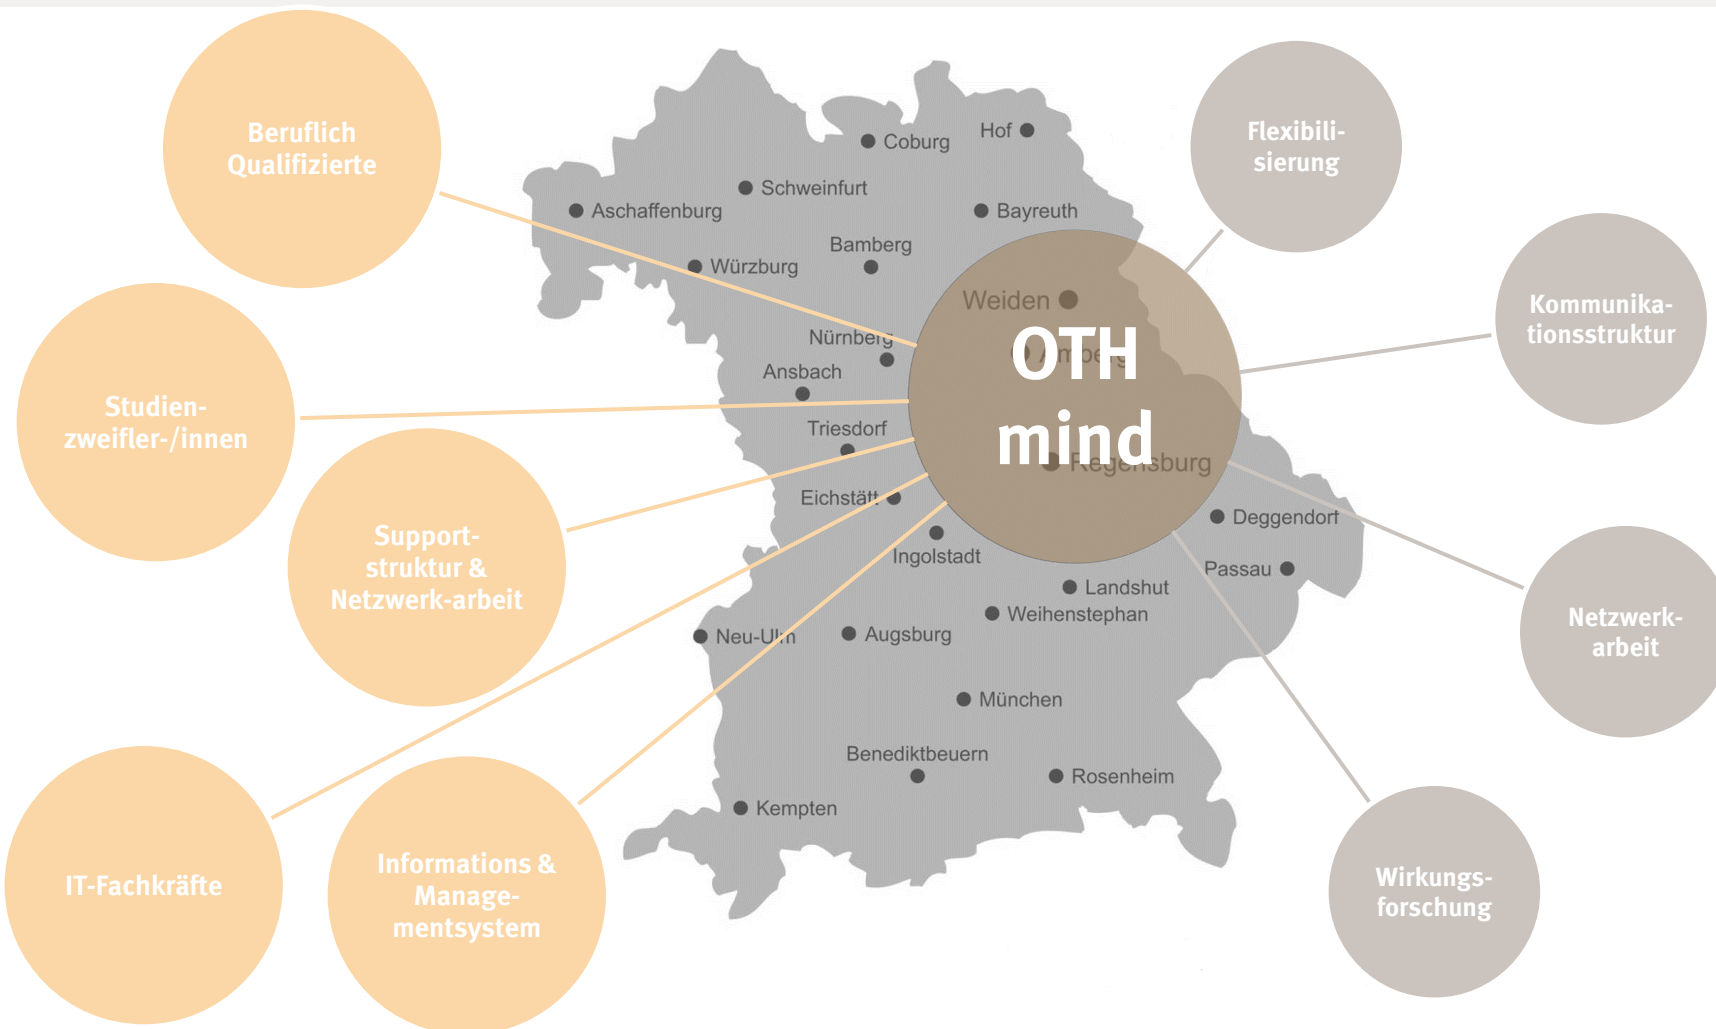 Beruflich
Qualifizierte
Studien-
zweifler-/innen
Support-
struktur &
Netzwerk-arbeit
IT-Fachkräfte
Informations &
Manage-
mentsystem
Coburg
Hof
Schweinfurt
Aschaffenburg
Bayreuth
Bamberg
Würzburg
Weiden
Nürnberg
Amberg
Ansbach
OTH
mind
Triesdorf
Regensburg
Eichstätt
Deggendorf
Ingolstadt
Passau
Landshut
Weihenstephan
Neu-Ulm
Augsburg
München
Benediktbeuern
Rosenheim
Kempten
Flexibili-
sierung
Kommunika-
tionsstruktur
Netzwerk-
arbeit
Wirkungs-
forschung